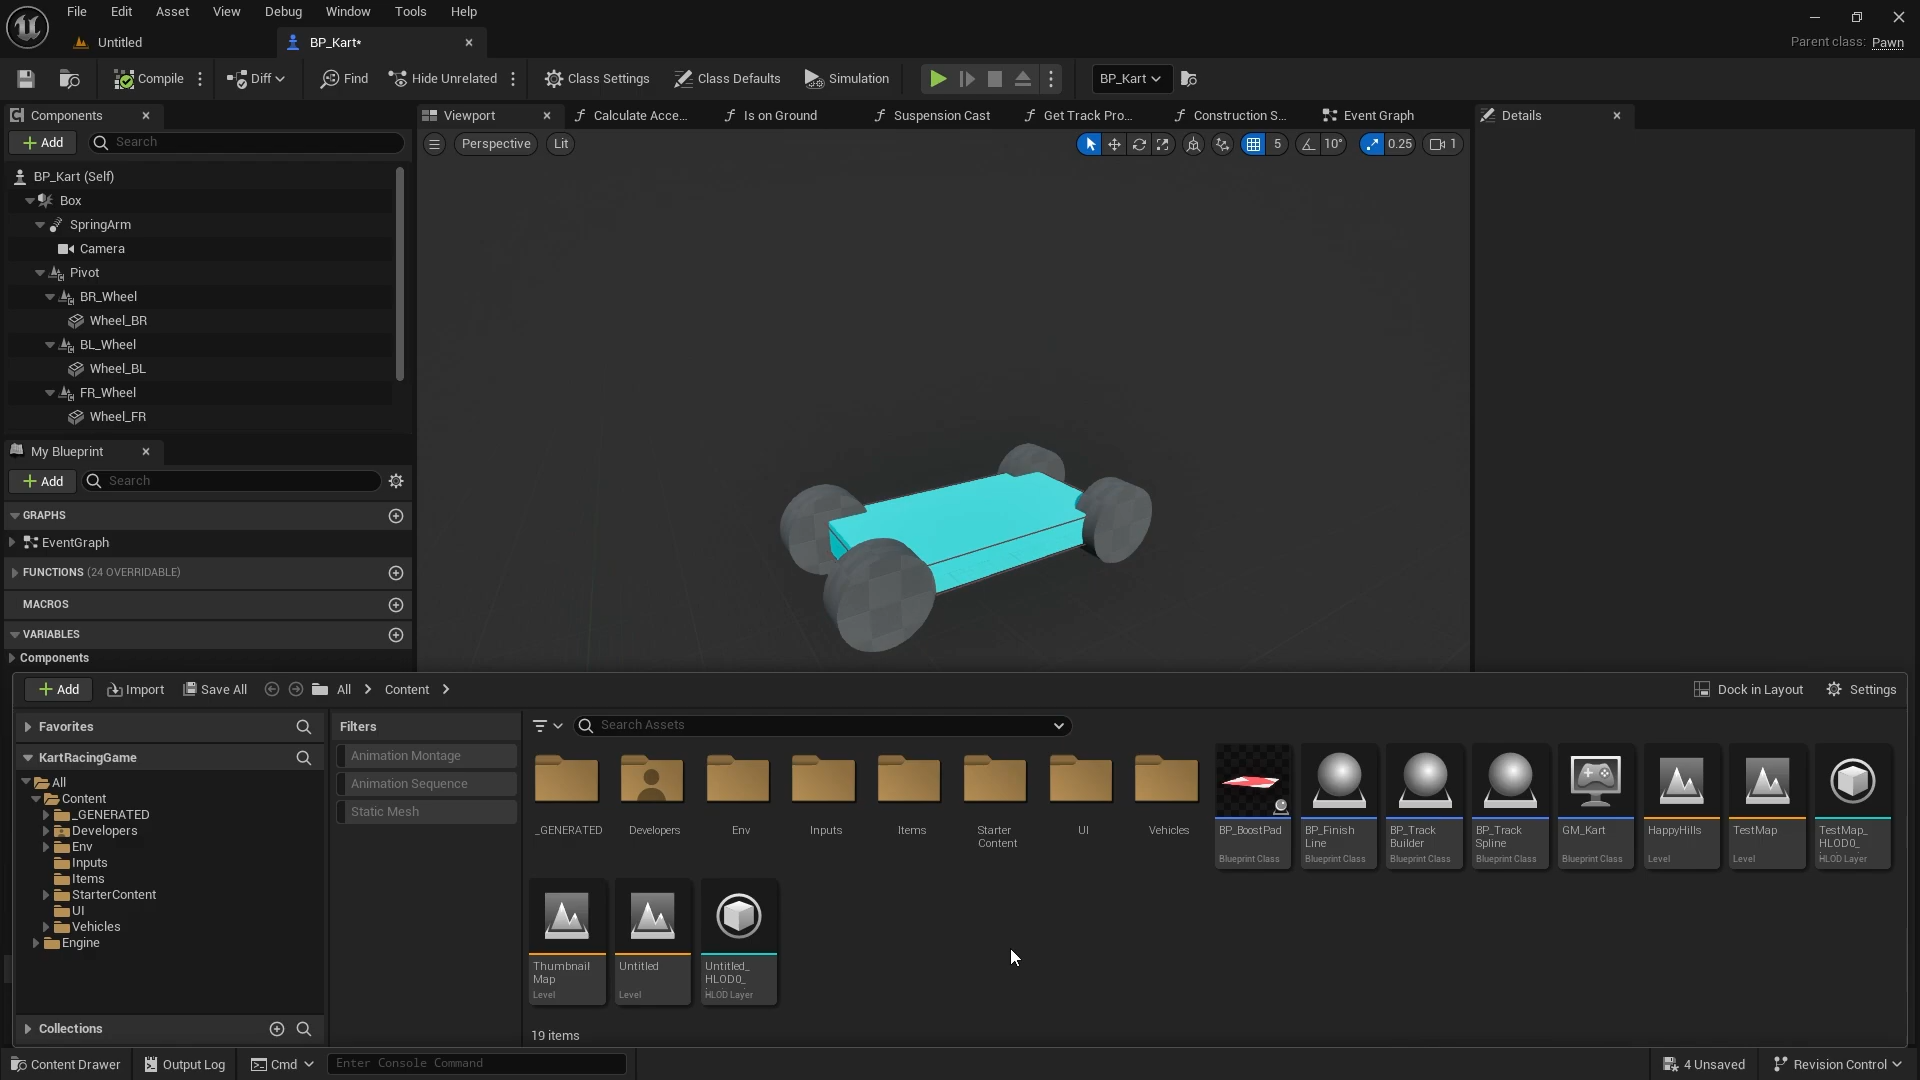 File Edit Asset View Debug Window Tools Help
Untitled
BP_Kart*
Parent class: Pawn
Compile
Diff
Find
Hide Unrelated
Class Settings
Class Defaults
Simulation
BP_Kart
Components
Add
Search
BP_Kart (Self)
Box
SpringArm
Camera
Pivot
BR_Wheel
Wheel_BR
BL_Wheel
Wheel_BL
FR_Wheel
Wheel_FR
Viewport
Calculate Acce...
Is on Ground
Suspension Cast
Get Track Pro...
Construction S...
Event Graph
Perspective
Lit
5
10°
0.25
1
Details
My Blueprint
Add
Search
GRAPHS
EventGraph
FUNCTIONS (24 OVERRIDABLE)
MACROS
VARIABLES
Components
Add
Import
Save All
All
Content
Dock in Layout
Settings
Favorites
KartRacingGame
All
Content
_GENERATED
Developers
Env
Inputs
Items
StarterContent
UI
Vehicles
Engine
Collections
Filters
Animation Montage
Animation Sequence
Static Mesh
Search Assets
_GENERATED
Developers
Env
Inputs
Items
Starter
Content
UI
Vehicles
BP_BoostPad
Blueprint Class
BP_Finish
Line
Blueprint Class
BP_Track
Builder
Blueprint Class
BP_Track
Spline
Blueprint Class
GM_Kart
Blueprint Class
HappyHills
Level
TestMap
Level
TestMap_
HLOD0_
HLOD Layer
Thumbnail
Map
Level
Untitled
Level
Untitled_
HLOD0_
HLOD Layer
19 items
Content Drawer
Output Log
Cmd
Enter Console Command
4 Unsaved
Revision Control